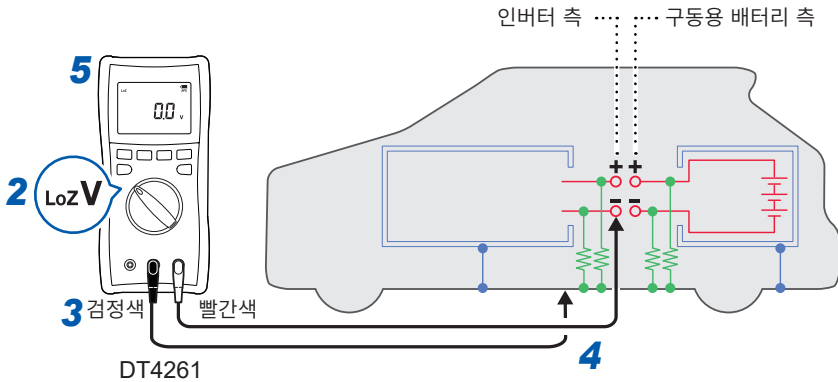 인버터 측
구동용 배터리 측
5
LoZ
0.0 V
2
LoZ V
+ +
- -
3
검정색
빨간색
4
DT4261